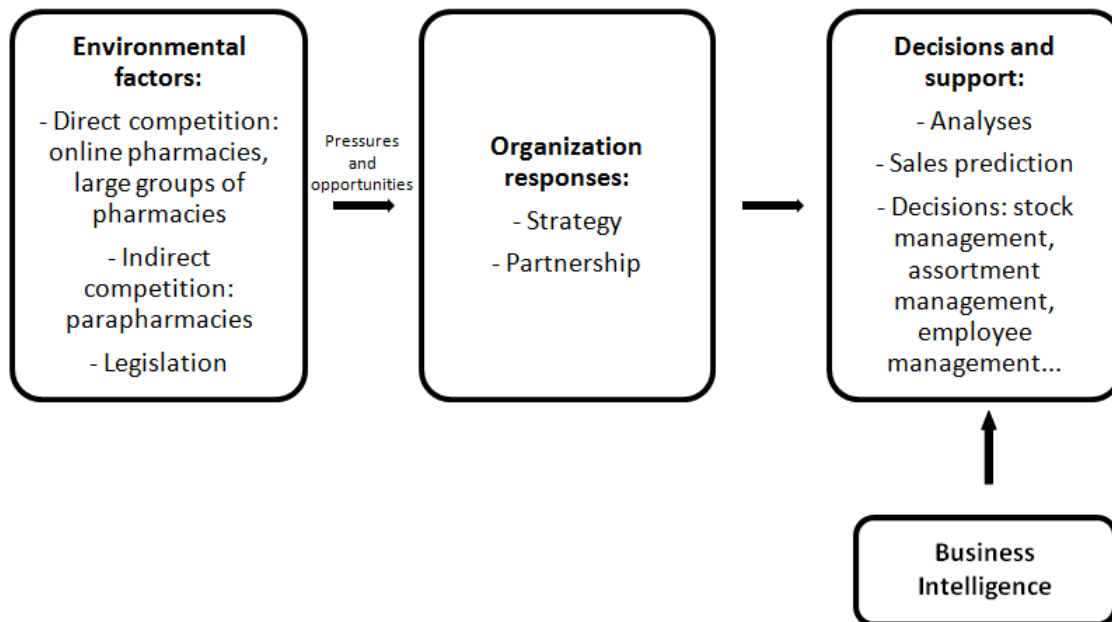 Environmental
factors:
- Direct competition:
online pharmacies,
large groups of
pharmacies
- Indirect
competition:
parapharmacies
- Legislation
Pressures
and
opportunities
Organization
responses:
- Strategy
- Partnership
Decisions and
support:
- Analyses
- Sales prediction
- Decisions: stock
management,
assortment
management,
employee
management...
Business
Intelligence